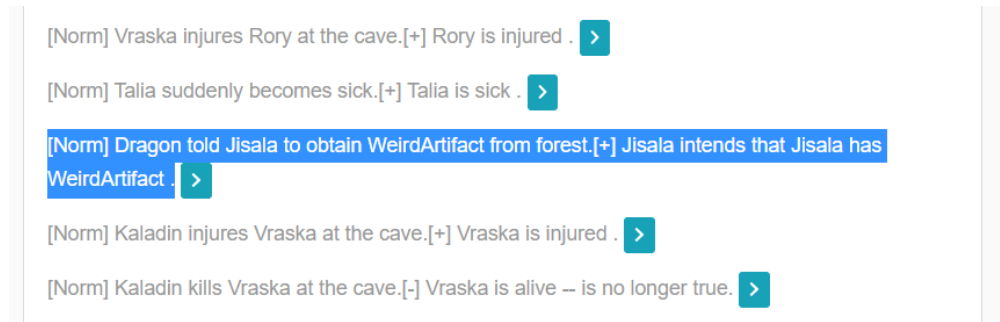 [Norm] Vraska injures Rory at the cave.[+] Rory is injured .
[Norm] Talia suddenly becomes sick.[+] Talia is sick .
[Norm] Dragon told Jisala to obtain WeirdArtifact from forest.[+] Jisala intends that Jisala has
WeirdArtifact .
[Norm] Kaladin injures Vraska at the cave.[+] Vraska is injured .
[Norm] Kaladin kills Vraska at the cave.[-] Vraska is alive -- is no longer true.